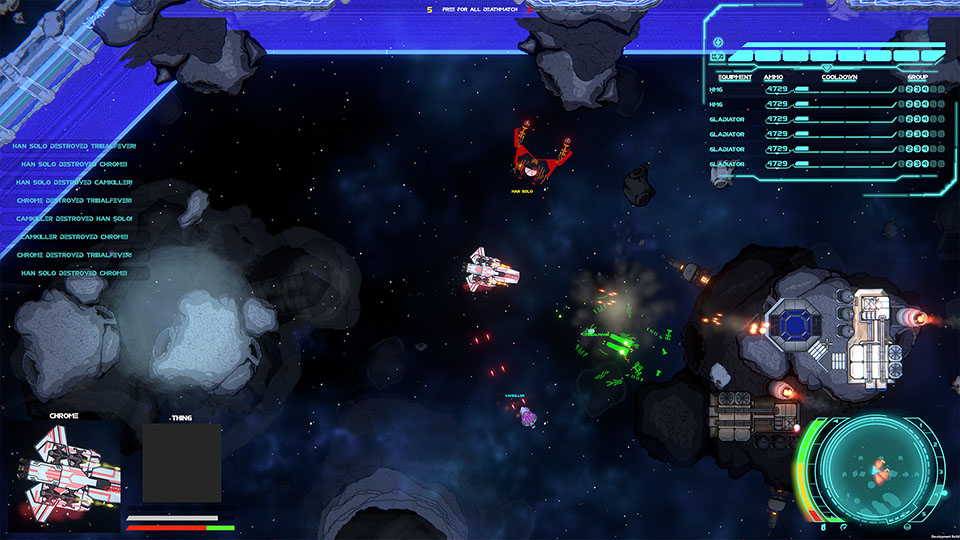 5 FREE FOR ALL DEATHMATCH
EQUIPMENT AMMO COOLDOWN GROUP
HMG 4729
HMG 4729
GLADIATOR 4729
GLADIATOR 4729
GLADIATOR 4729
GLADIATOR 4729
HAN SOLO DESTROYED TRIBALFEVER!
HAN SOLO DESTROYED CHROME!
HAN SOLO DESTROYED CAMKILLER!
CHROME DESTROYED TRIBALFEVER!
CAMKILLER DESTROYED HAN SOLO!
CAMKILLER DESTROYED CHROME!
CHROME DESTROYED TRIBALFEVER!
HAN SOLO DESTROYED CHROME!
HAN SOLO
CAMKILLER
CHROME
-THING
Development Build